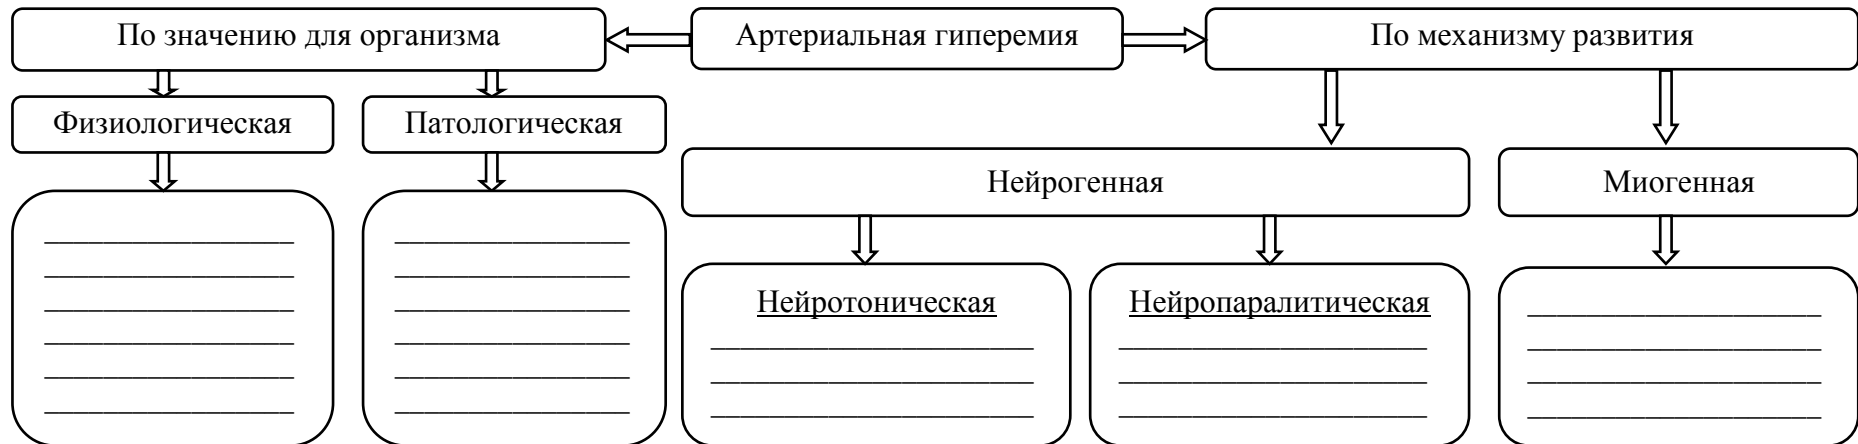 По значению для организма
Артериальная гиперемия
По механизму развития
Физиологическая
Патологическая
Нейрогенная
Миогенная
Нейротоническая
Нейропаралитическая